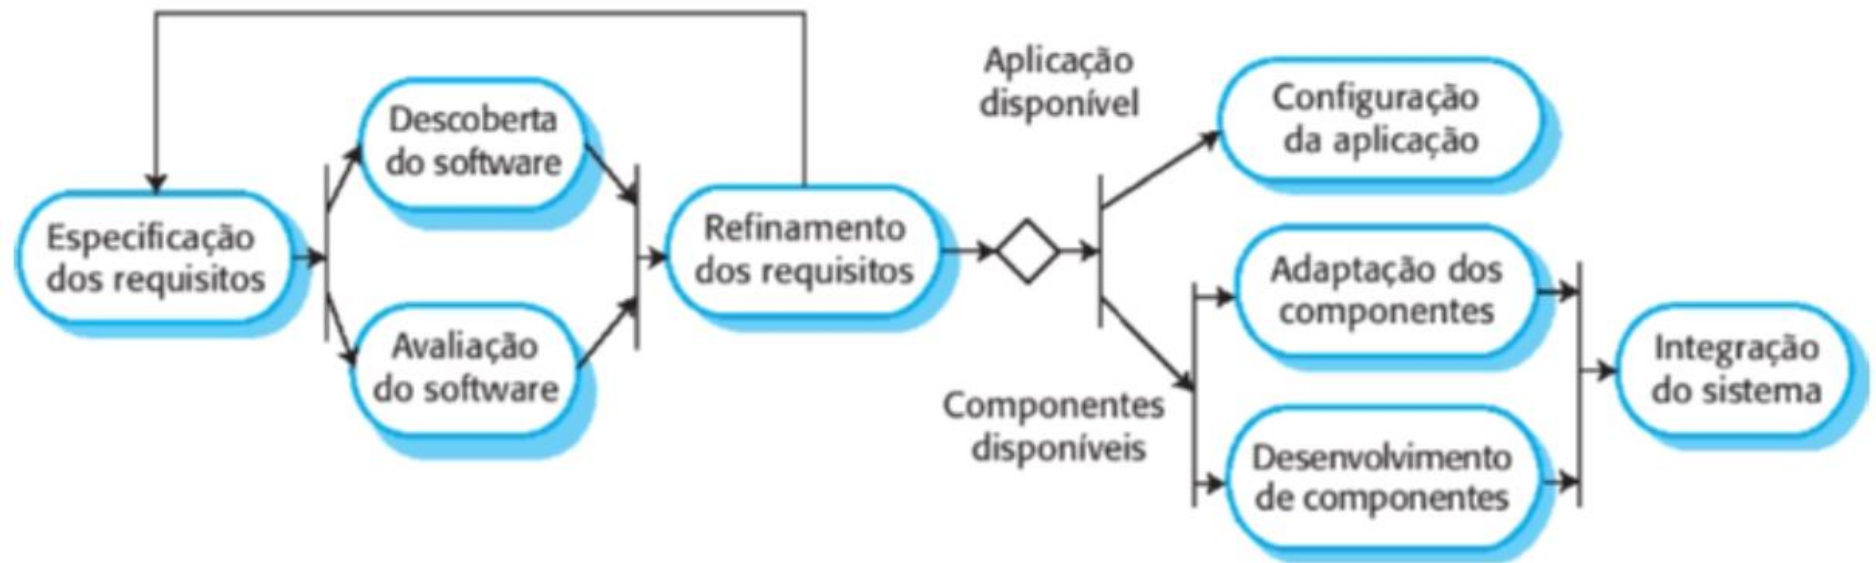 Especificação
dos requisitos
Descoberta
do software
Avaliação
do software
Refinamento
dos requisitos
Aplicação
disponível
Configuração
da aplicação
Componentes
disponíveis
Adaptação dos
componentes
Desenvolvimento
de componentes
Integração
do sistema